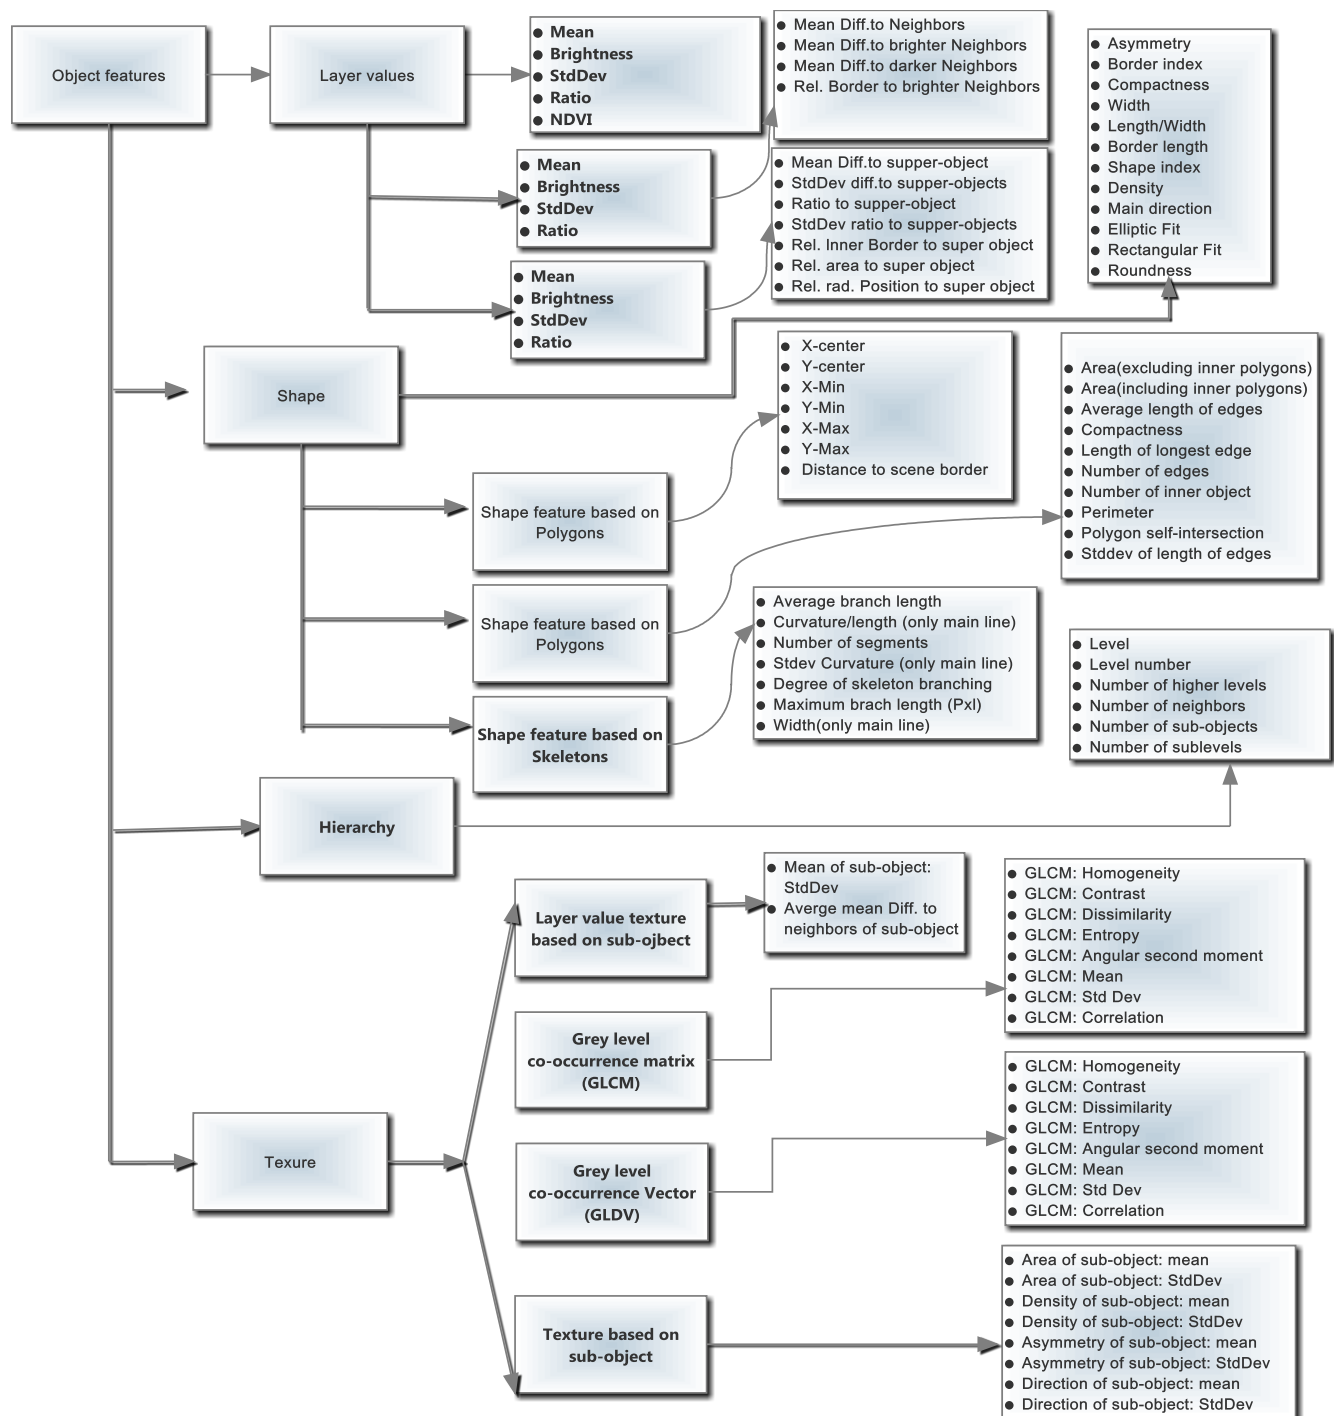 Object features
Layer values
Mean
Brightness
StdDev
Ratio
NDVI
Mean Diff.to Neighbors
Mean Diff.to brighter Neighbors
Mean Diff.to darker Neighbors
Rel. Border to brighter Neighbors
Asymmetry
Border index
Compactness
Width
Length/Width
Border length
Shape index
Density
Main direction
Elliptic Fit
Rectangular Fit
Roundness
Mean
Brightness
StdDev
Ratio
Mean Diff.to supper-object
StdDev diff.to supper-objects
Ratio to supper-object
StdDev ratio to supper-objects
Rel. Inner Border to super object
Rel. area to super object
Rel. rad. Position to super object
Mean
Brightness
StdDev
Ratio
Shape
X-center
Y-center
X-Min
Y-Min
X-Max
Y-Max
Distance to scene border
Area(excluding inner polygons)
Area(including inner polygons)
Average length of edges
Compactness
Length of longest edge
Number of edges
Number of inner object
Perimeter
Polygon self-intersection
Stddev of length of edges
Shape feature based on
Polygons
Shape feature based on
Polygons
Average branch length
Curvature/length (only main line)
Number of segments
Stdev Curvature (only main line)
Degree of skeleton branching
Maximum brach length (Pxl)
Width(only main line)
Level
Level number
Number of higher levels
Number of neighbors
Number of sub-objects
Number of sublevels
Shape feature based on
Skeletons
Hierarchy
Layer value texture
based on sub-ojbect
Mean of sub-object:
StdDev
Averge mean Diff. to
neighbors of sub-object
GLCM: Homogeneity
GLCM: Contrast
GLCM: Dissimilarity
GLCM: Entropy
GLCM: Angular second moment
GLCM: Mean
GLCM: Std Dev
GLCM: Correlation
Grey level
co-occurrence matrix
(GLCM)
GLCM: Homogeneity
GLCM: Contrast
GLCM: Dissimilarity
GLCM: Entropy
GLCM: Angular second moment
GLCM: Mean
GLCM: Std Dev
GLCM: Correlation
Texure
Grey level
co-occurrence Vector
(GLDV)
Texture based on
sub-object
Area of sub-object: mean
Area of sub-object: StdDev
Density of sub-object: mean
Density of sub-object: StdDev
Asymmetry of sub-object: mean
Asymmetry of sub-object: StdDev
Direction of sub-object: mean
Direction of sub-object: StdDev